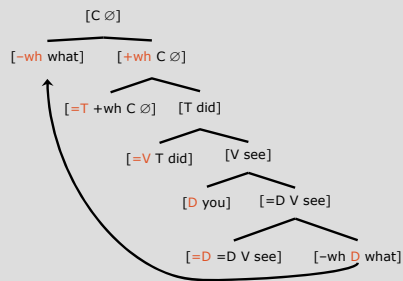 [C ∅]
[–wh what] [+wh C ∅]
[=T +wh C ∅] [T did]
[=V T did] [V see]
[D you] [=D V see]
[=D =D V see] [–wh D what]